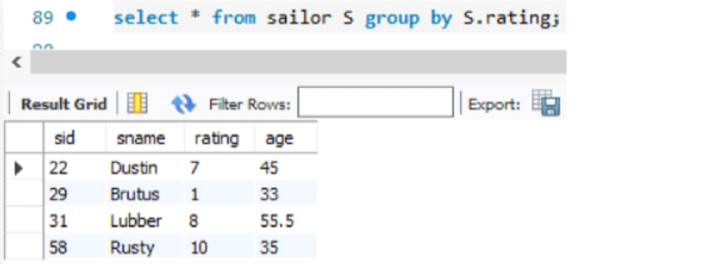 89 select * from sailor S group by S.rating;
Result Grid Filter Rows: Export:
sid sname rating age
22 Dustin 7 45
29 Brutus 1 33
31 Lubber 8 55.5
58 Rusty 10 35